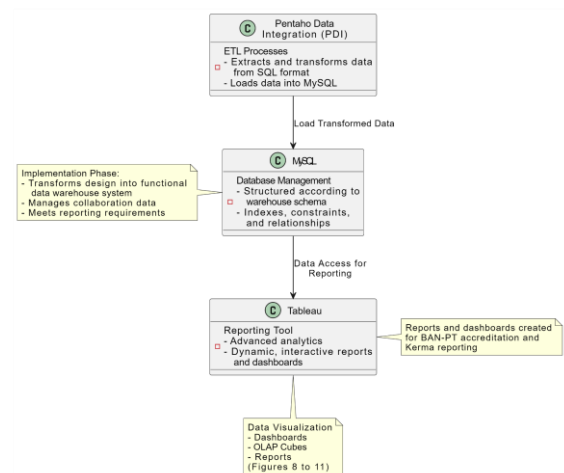 C
Pentaho Data
Integration (PDI)
ETL Processes
- Extracts and transforms data
from SQL format
- Loads data into MySQL
Load Transformed Data
C
MySQL
Implementation Phase:
- Transforms design into functional
data warehouse system
- Manages collaboration data
- Meets reporting requirements
Database Management
- Structured according to
warehouse schema
- Indexes, constraints,
and relationships
Data Access for
Reporting
C
Tableau
Reporting Tool
- Advanced analytics
- Dynamic, interactive reports
and dashboards
Reports and dashboards created
for BAN-PT accreditation and
Kerma reporting
Data Visualization
- Dashboards
- OLAP Cubes
- Reports
(Figures 8 to 11)